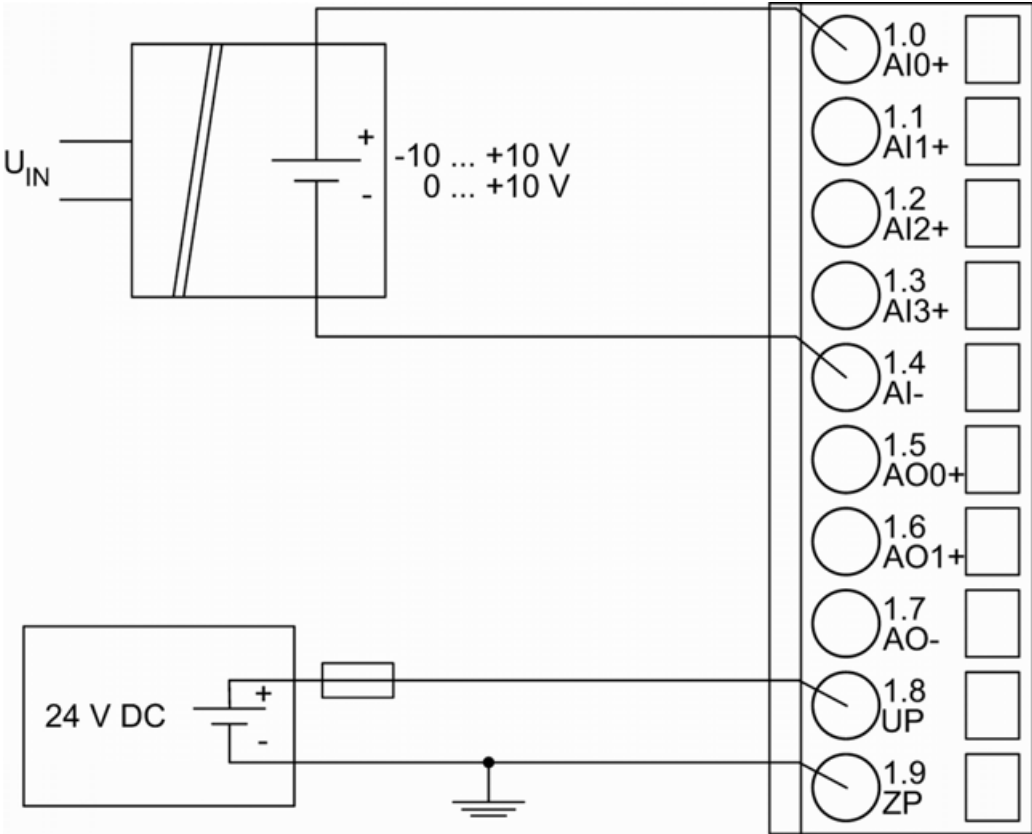 1.0
AI0+
1.1
AI1+
+
-10 ... +10 V
UIN
0 ... +10 V
-
1.2
AI2+
1.3
AI3+
1.4
AI-
1.5
AO0+
1.6
AO1+
1.7
AO-
+
24 V DC
-
1.8
UP
1.9
ZP